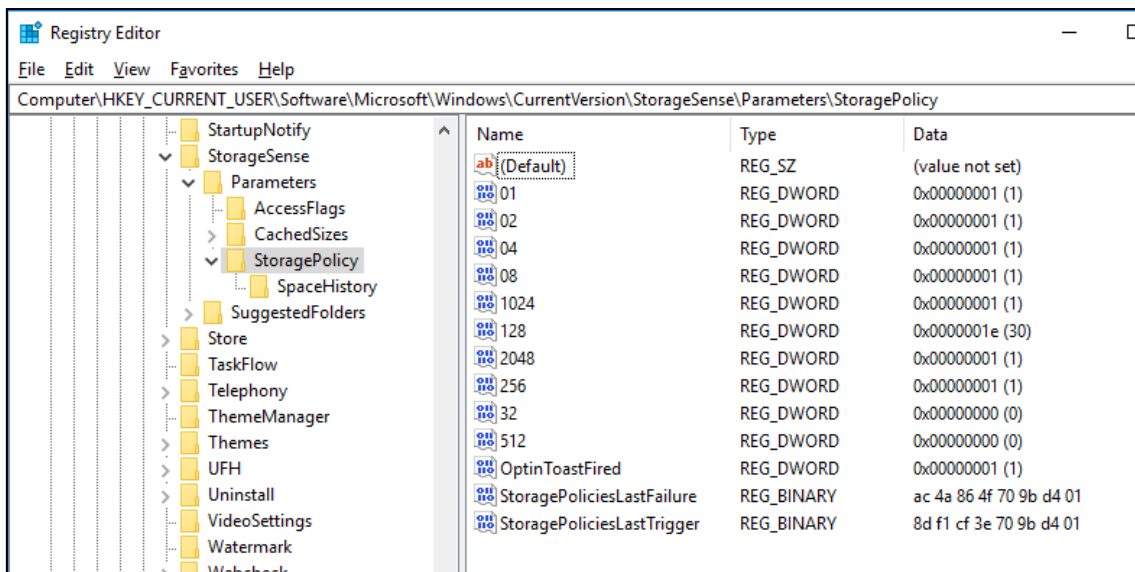 Registry Editor
File Edit View Favorites Help
Computer\HKEY_CURRENT_USER\Software\Microsoft\Windows\CurrentVersion\StorageSense\Parameters\StoragePolicy
StartupNotify
StorageSense
Parameters
AccessFlags
CachedSizes
StoragePolicy
SpaceHistory
SuggestedFolders
Store
TaskFlow
Telephony
ThemeManager
Themes
UFH
Uninstall
VideoSettings
Watermark
Webcheck
Name Type Data
(Default) REG_SZ (value not set)
01 REG_DWORD 0x00000001 (1)
02 REG_DWORD 0x00000001 (1)
04 REG_DWORD 0x00000001 (1)
08 REG_DWORD 0x00000001 (1)
1024 REG_DWORD 0x00000001 (1)
128 REG_DWORD 0x0000001e (30)
2048 REG_DWORD 0x00000001 (1)
256 REG_DWORD 0x00000001 (1)
32 REG_DWORD 0x00000000 (0)
512 REG_DWORD 0x00000000 (0)
OptinToastFired REG_DWORD 0x00000001 (1)
StoragePoliciesLastFailure REG_BINARY ac 4a 86 4f 70 9b d4 01
StoragePoliciesLastTrigger REG_BINARY 8d f1 cf 3e 70 9b d4 01